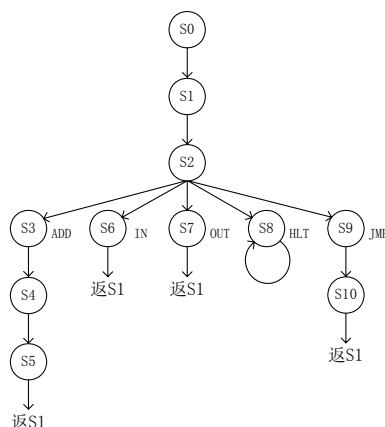 S0
S1
S2
S3 ADD S6 IN S7 OUT S8 HLT S9 JMP
返S1 返S1
S4 S10
S5 返S1
返S1